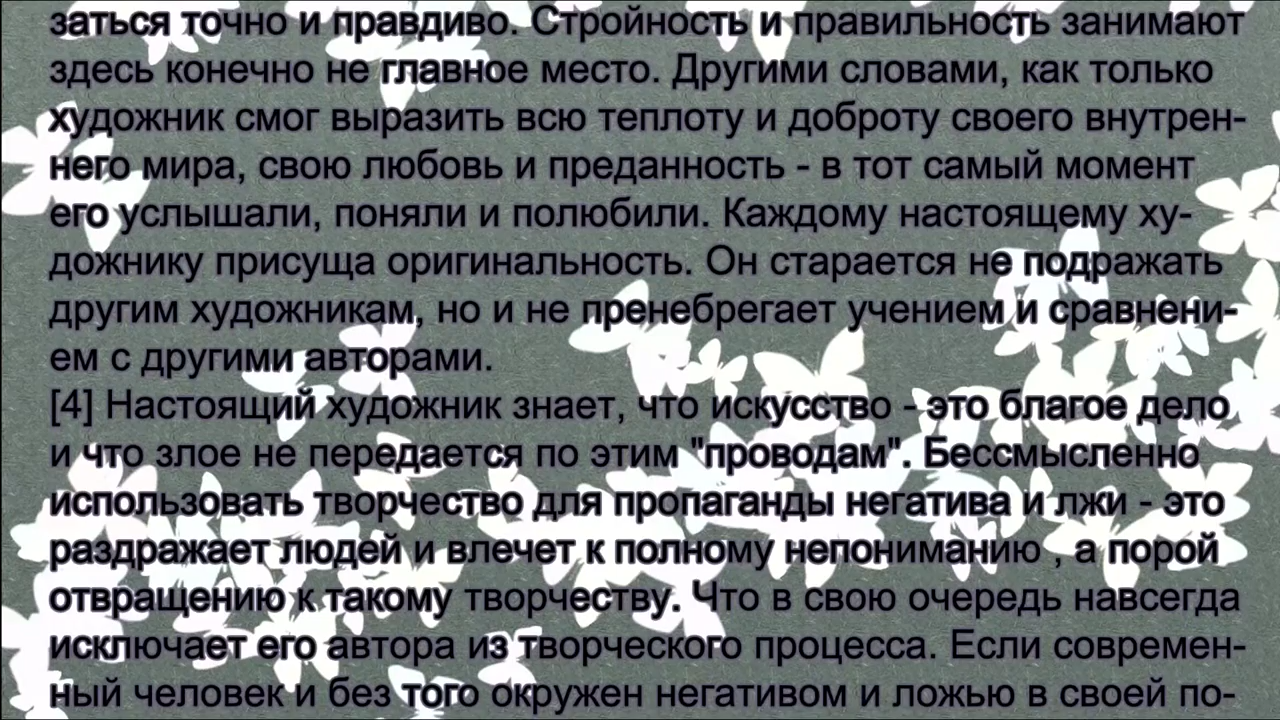 заться точно и правдиво. Стройность и правильность занимают
здесь конечно не главное место. Другими словами, как только
художник смог выразить всю теплоту и доброту своего внутрен-
него мира, свою любовь и преданность - в тот самый момент
его услышали, поняли и полюбили. Каждому настоящему ху-
дожнику присуща оригинальность. Он старается не подражать
другим художникам, но и не пренебрегает учением и сравнени-
ем с другими авторами.
[4] Настоящий художник знает, что искусство - это благое дело
и что злое не передается по этим "проводам". Бессмысленно
использовать творчество для пропаганды негатива и лжи - это
раздражает людей и влечет к полному непониманию , а порой
отвращению к такому творчеству. Что в свою очередь навсегда
исключает его автора из творческого процесса. Если современ-
ный человек и без того окружен негативом и ложью в своей по-